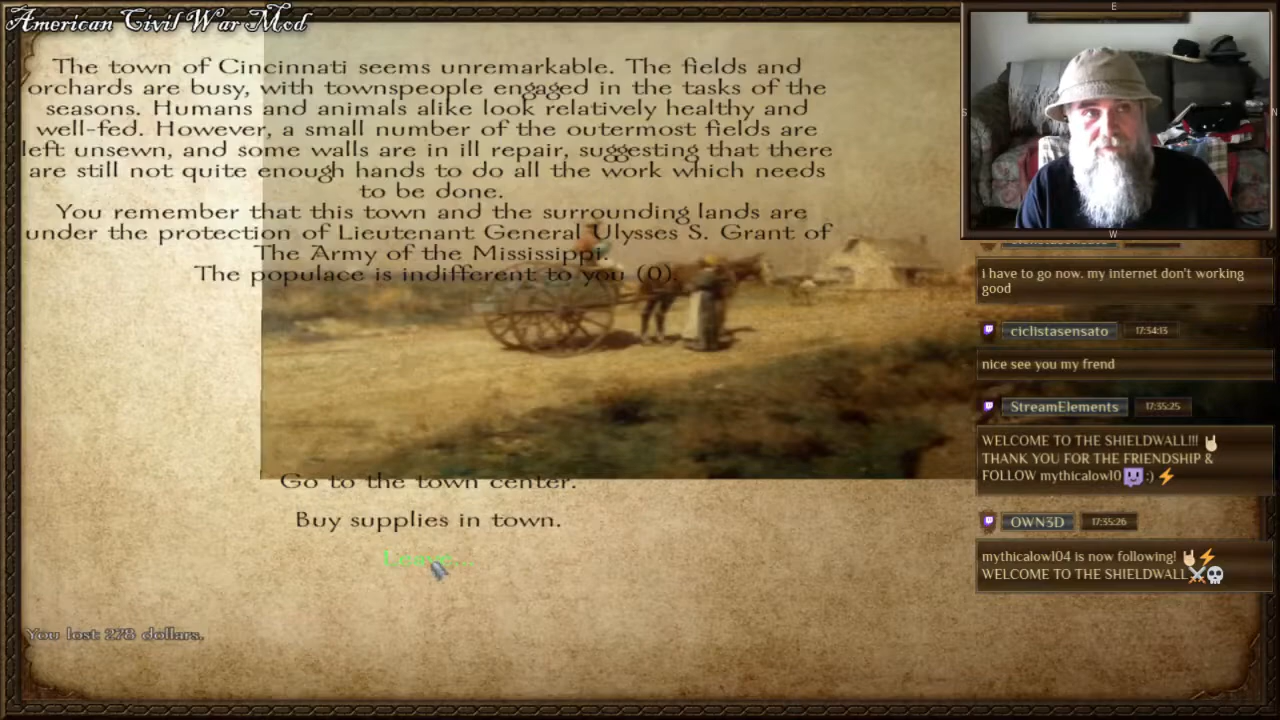 American Civil War Mod
The town of Cincinnati seems unremarkable. The fields and
orchards are busy, with townspeople engaged in the tasks of the
seasons. Humans and animals alike look relatively healthy and
well-fed. However, a small number of the outermost fields are
left unsewn, and some walls are in ill repair, suggesting that there
are still not quite enough hands to do all the work which needs
to be done.
You remember that this town and the surrounding lands are
under the protection of Lieutenant General Ulysses S. Grant of
The Army of the Mississippi.
The populace is indifferent to you (0).
Go to the town center.
Buy supplies in town.
Leave...
You lost 278 dollars.
E
S
N
W
i have to go now. my internet don't working
good
ciclistasensato 17:34:13
nice see you my frend
StreamElements 17:35:25
WELCOME TO THE SHIELDWALL!!! 🤘
THANK YOU FOR THE FRIENDSHIP &
FOLLOW mythicalowl0 :) ⚡
OWN3D 17:35:26
mythicalowl04 is now following! 🤘⚡
WELCOME TO THE SHIELDWALL⚔💀